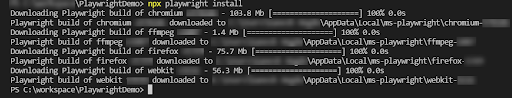 \PlaywrightDemo> npx playwright install
Downloading Playwright build of chromium - 103.8 Mb [====================] 100% 0.0s
Playwright build of chromium downloaded to \AppData\Local\ms-playwright\chromium-
Downloading Playwright build of ffmpeg - 1.4 Mb [====================] 100% 0.0s
Playwright build of ffmpeg downloaded to \AppData\Local\ms-playwright\ffmpeg-
Downloading Playwright build of firefox - 75.7 Mb [====================] 100% 0.0s
Playwright build of firefox downloaded to \AppData\Local\ms-playwright\firefox-
Downloading Playwright build of webkit - 56.3 Mb [====================] 100% 0.0s
Playwright build of webkit downloaded to \AppData\Local\ms-playwright\webkit-
PS C:\workspace\PlaywrightDemo>